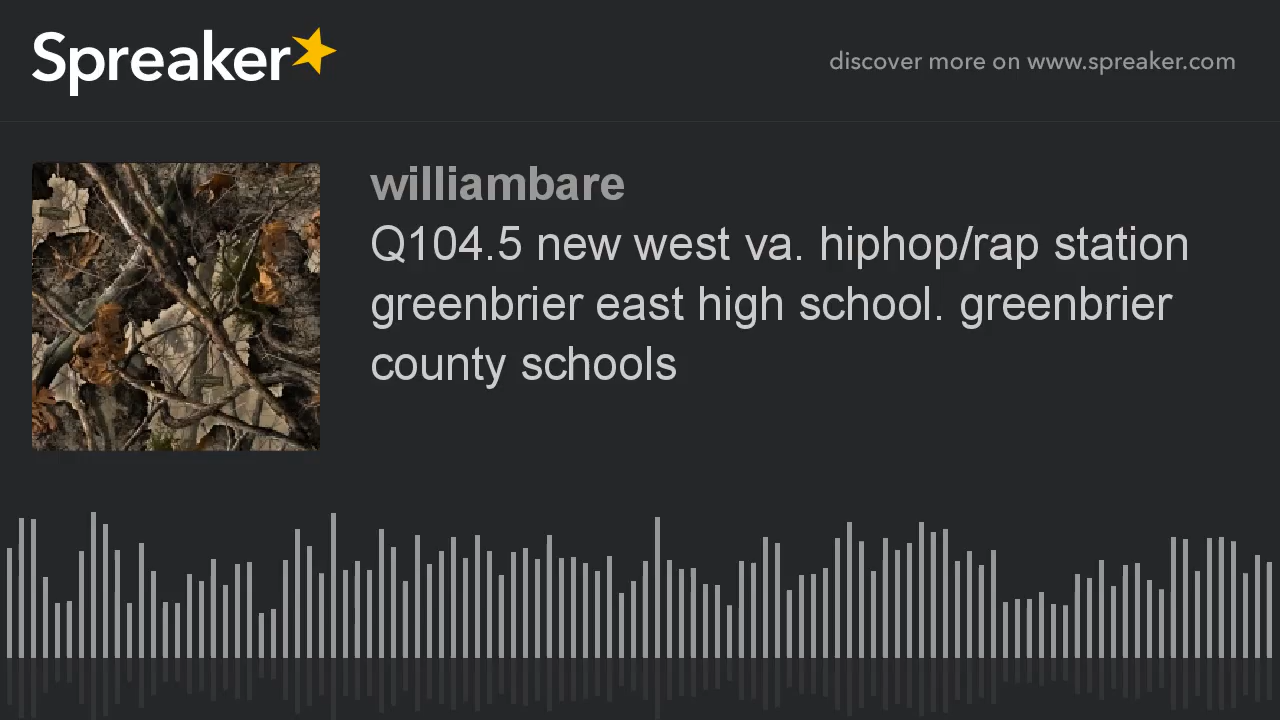 Spreaker
discover more on www.spreaker.com
williambare
Q104.5 new west va. hiphop/rap station
greenbrier east high school. greenbrier
county schools